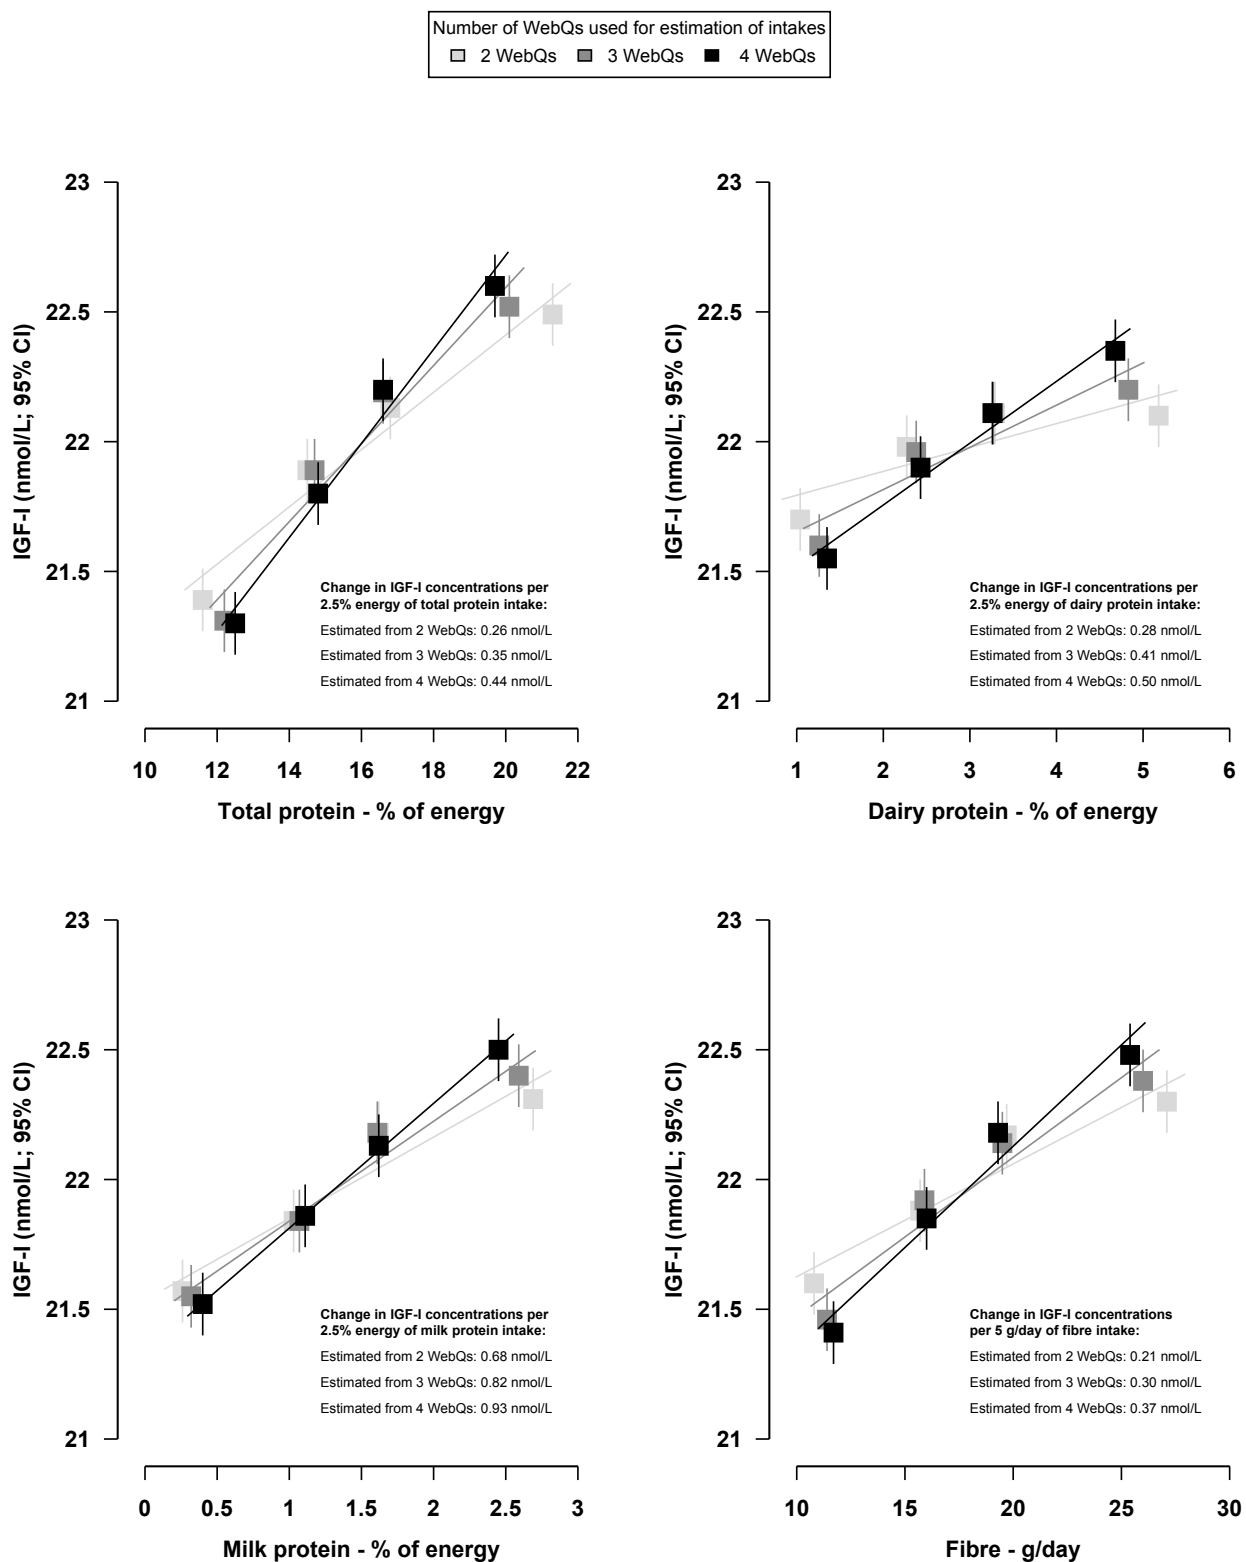 Number of WebQs used for estimation of intakes
2 WebQs 3 WebQs 4 WebQs
23
22.5
22
21.5
21
IGF-I (nmol/L; 95% CI)
Change in IGF-I concentrations per
2.5% energy of total protein intake:
Estimated from 2 WebQs: 0.26 nmol/L
Estimated from 3 WebQs: 0.35 nmol/L
Estimated from 4 WebQs: 0.44 nmol/L
10 12 14 16 18 20 22
Total protein - % of energy
23
22.5
22
21.5
21
IGF-I (nmol/L; 95% CI)
Change in IGF-I concentrations per
2.5% energy of dairy protein intake:
Estimated from 2 WebQs: 0.28 nmol/L
Estimated from 3 WebQs: 0.41 nmol/L
Estimated from 4 WebQs: 0.50 nmol/L
1 2 3 4 5 6
Dairy protein - % of energy
23
22.5
22
21.5
21
IGF-I (nmol/L; 95% CI)
Change in IGF-I concentrations per
2.5% energy of milk protein intake:
Estimated from 2 WebQs: 0.68 nmol/L
Estimated from 3 WebQs: 0.82 nmol/L
Estimated from 4 WebQs: 0.93 nmol/L
0 0.5 1 1.5 2 2.5 3
Milk protein - % of energy
23
22.5
22
21.5
21
IGF-I (nmol/L; 95% CI)
Change in IGF-I concentrations
per 5 g/day of fibre intake:
Estimated from 2 WebQs: 0.21 nmol/L
Estimated from 3 WebQs: 0.30 nmol/L
Estimated from 4 WebQs: 0.37 nmol/L
10 15 20 25 30
Fibre - g/day